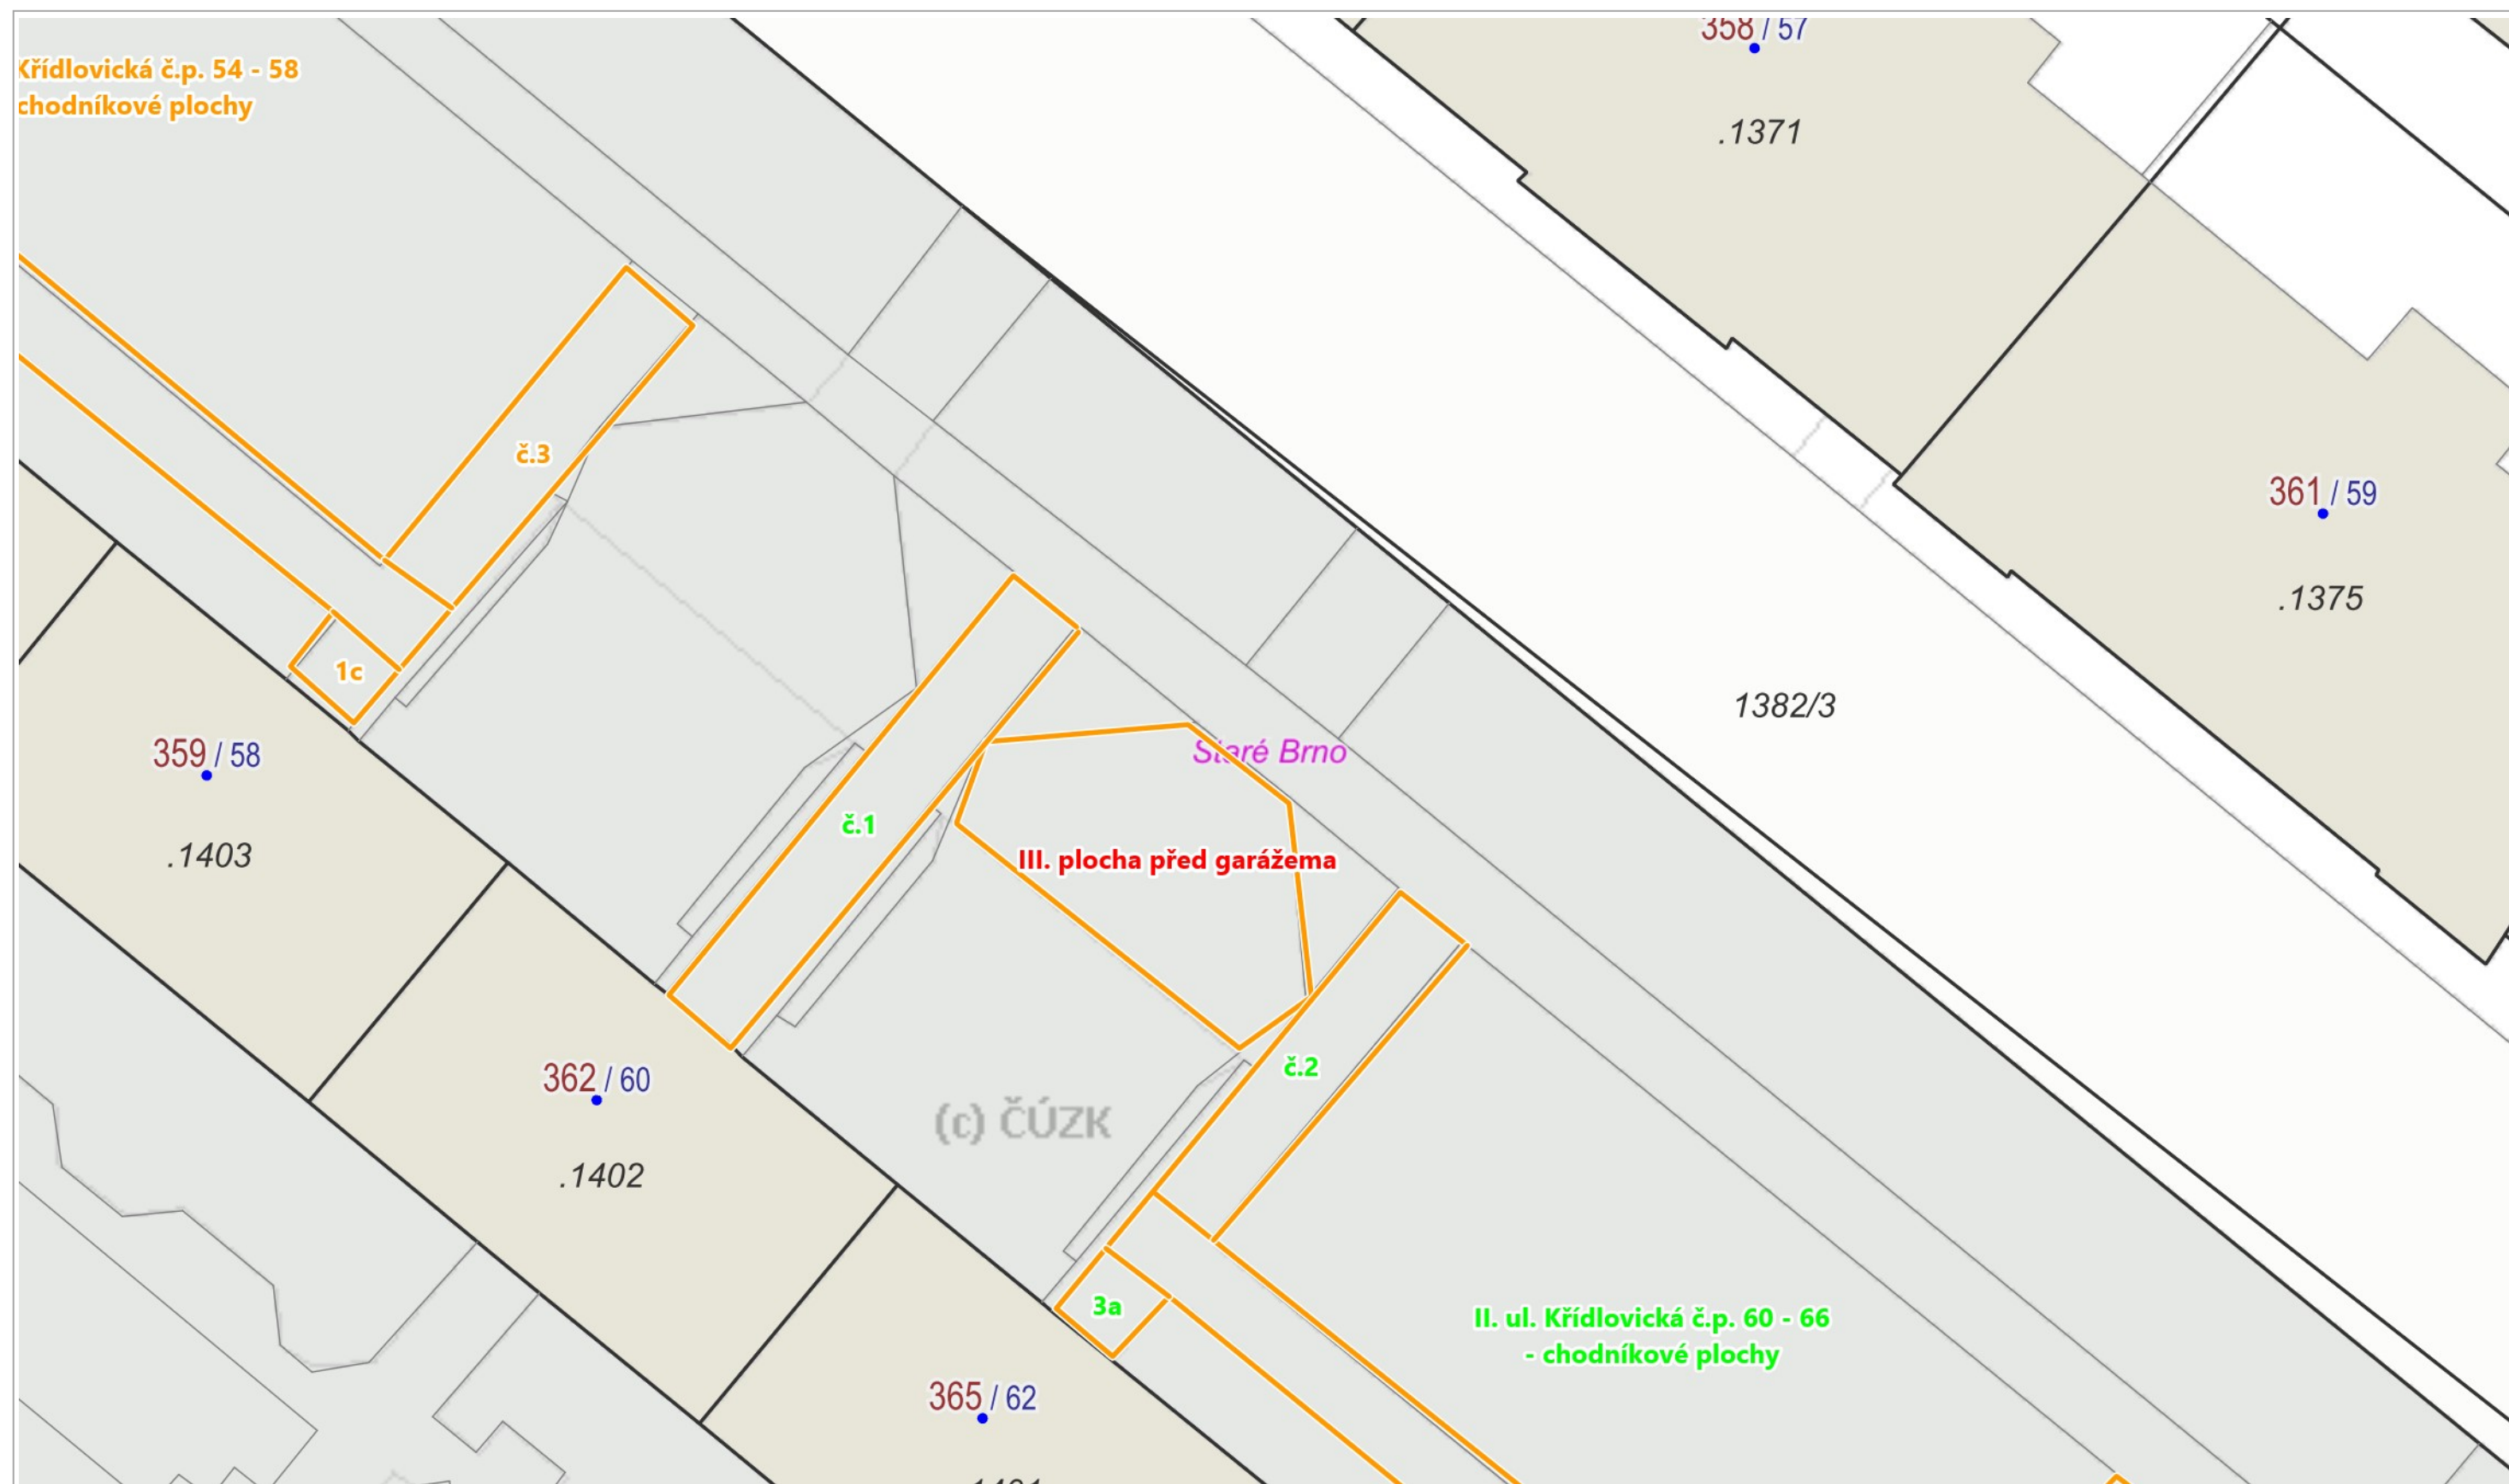 358 / 57
Křídlovická č.p. 54 - 58
chodníkové plochy
.1371
č.3
361 / 59
.1375
1c
1382/3
359 / 58
Staré Brno
č.1
.1403
III. plocha před garážema
č.2
362 / 60
(c) ČÚZK
.1402
3a
II. ul. Křídlovická č.p. 60 - 66
- chodníkové plochy
365 / 62